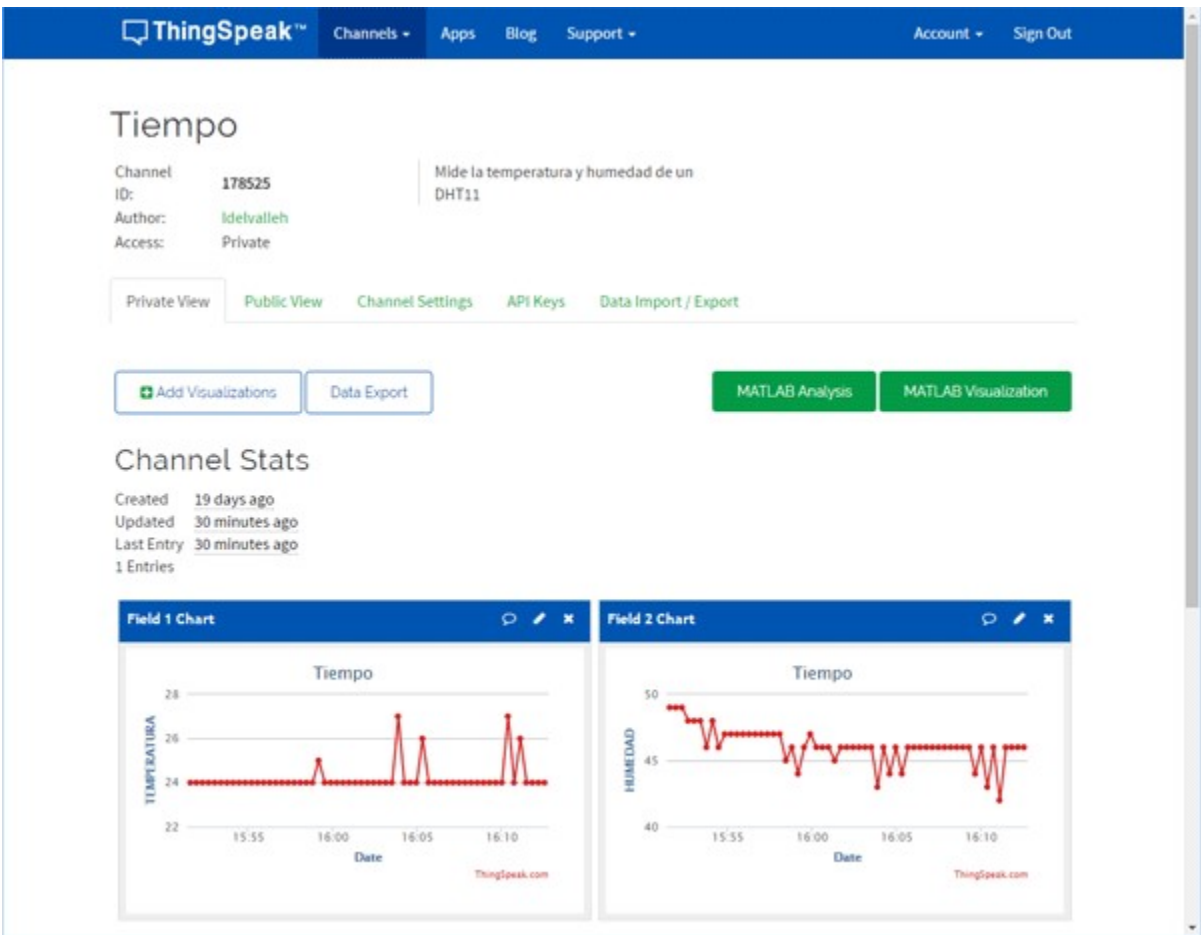 ThingSpeak™ Channels Apps Blog Support Account Sign Out
Tiempo
Channel ID: 178525
Author: ldelvalleh
Access: Private
Mide la temperatura y humedad de un
DHT11
Private View Public View Channel Settings API Keys Data Import / Export
Add Visualizations Data Export MATLAB Analysis MATLAB Visualization
Channel Stats
Created 19 days ago
Updated 30 minutes ago
Last Entry 30 minutes ago
1 Entries
Field 1 Chart
Tiempo
TEMPERATURA
28
26
24
22
15:55 16:00 16:05 16:10
Date
ThingSpeak.com
Field 2 Chart
Tiempo
HUMEDAD
50
45
40
15:55 16:00 16:05 16:10
Date
ThingSpeak.com